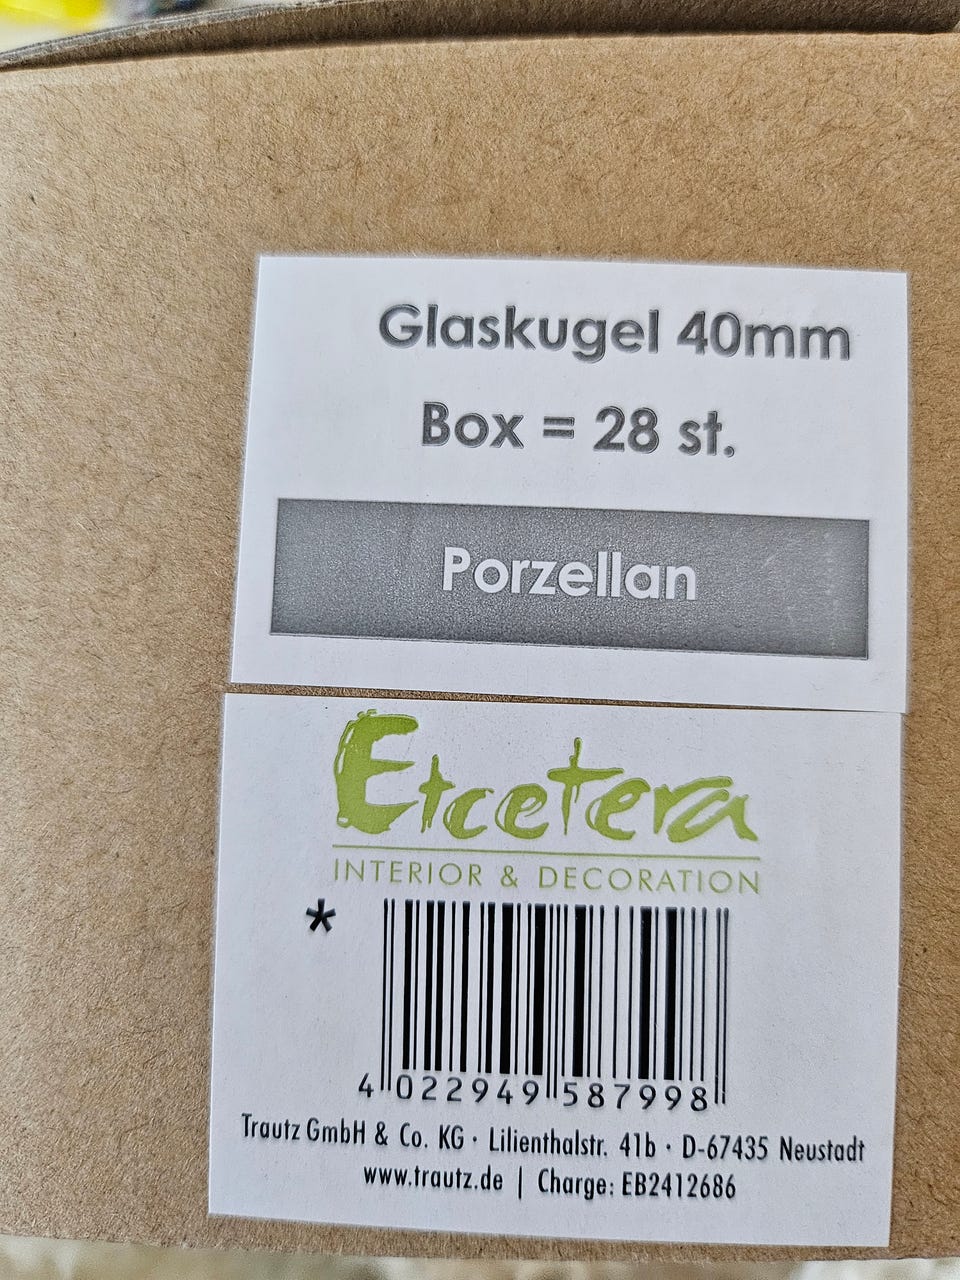 Glaskugel 40mm
Box = 28 st.
Porzellan
Etcetera
INTERIOR & DECORATION
*
4 022949 587998
Trautz GmbH & Co. KG · Lilienthalstr. 41b · D-67435 Neustadt
www.trautz.de | Charge: EB2412686